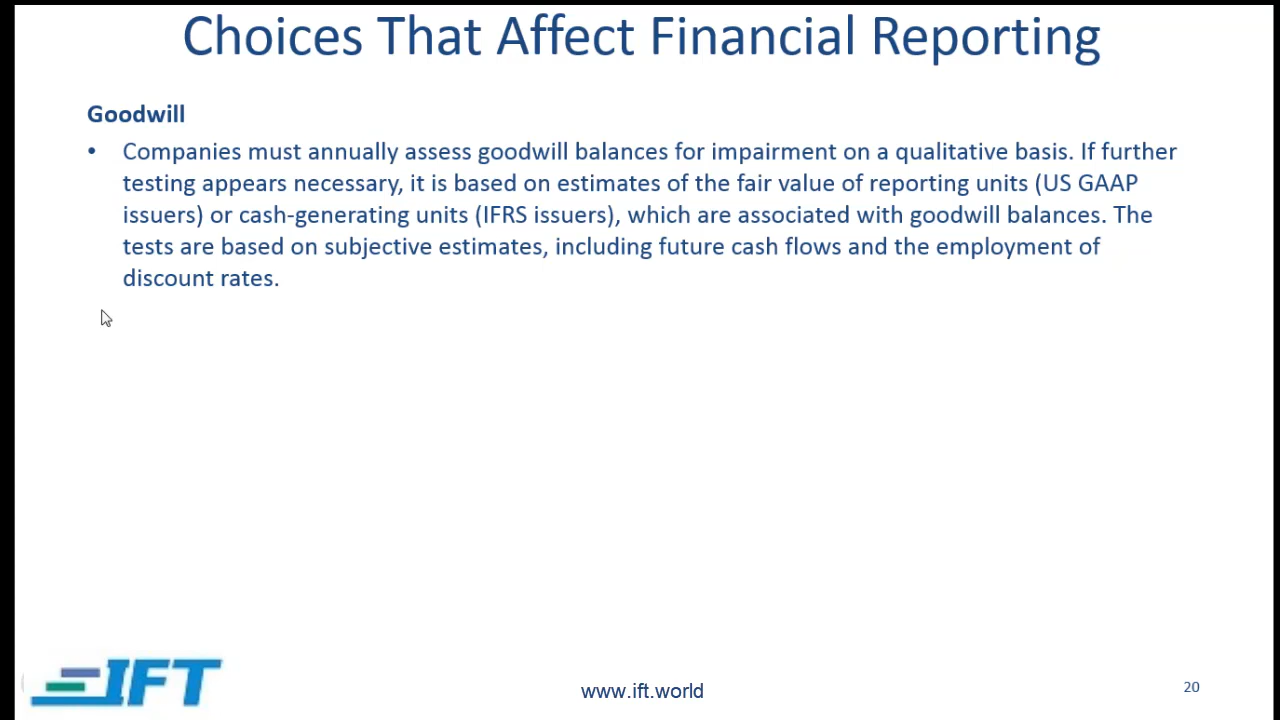 Choices That Affect Financial Reporting
Goodwill
• Companies must annually assess goodwill balances for impairment on a qualitative basis. If further
testing appears necessary, it is based on estimates of the fair value of reporting units (US GAAP
issuers) or cash-generating units (IFRS issuers), which are associated with goodwill balances. The
tests are based on subjective estimates, including future cash flows and the employment of
discount rates.
IFT
www.ift.world
20